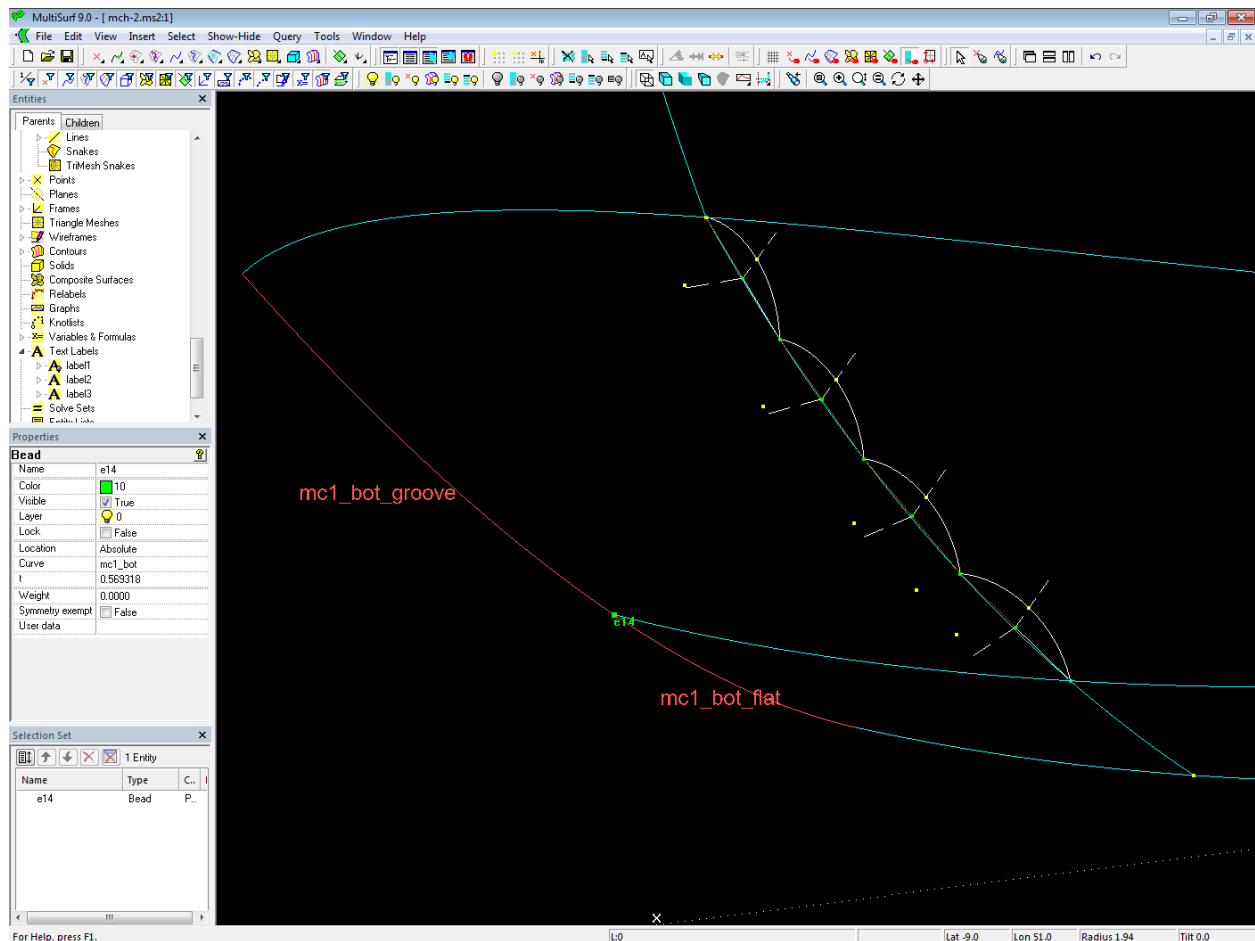 MultiSurf 9.0 - [ mch-2.ms2:1]
File Edit View Insert Select Show-Hide Query Tools Window Help
Entities
Parents Children
Lines
Snakes
TriMesh Snakes
Points
Planes
Frames
Triangle Meshes
Wireframes
Contours
Solids
Composite Surfaces
Relabels
Graphs
Knotlists
Variables & Formulas
Text Labels
label1
label2
label3
Solve Sets
Entity Lists
Properties
Bead
Name e14
Color 10
Visible True
Layer 0
Lock False
Location Absolute
Curve mc1_bot
t 0.569318
Weight 0.0000
Symmetry exempt False
User data
Selection Set
1 Entity
Name Type C..
e14 Bead P..
mc1_bot_groove
e14
mc1_bot_flat
X
For Help, press F1. L:0 Lat -9.0 Lon 51.0 Radius 1.94 Tilt 0.0